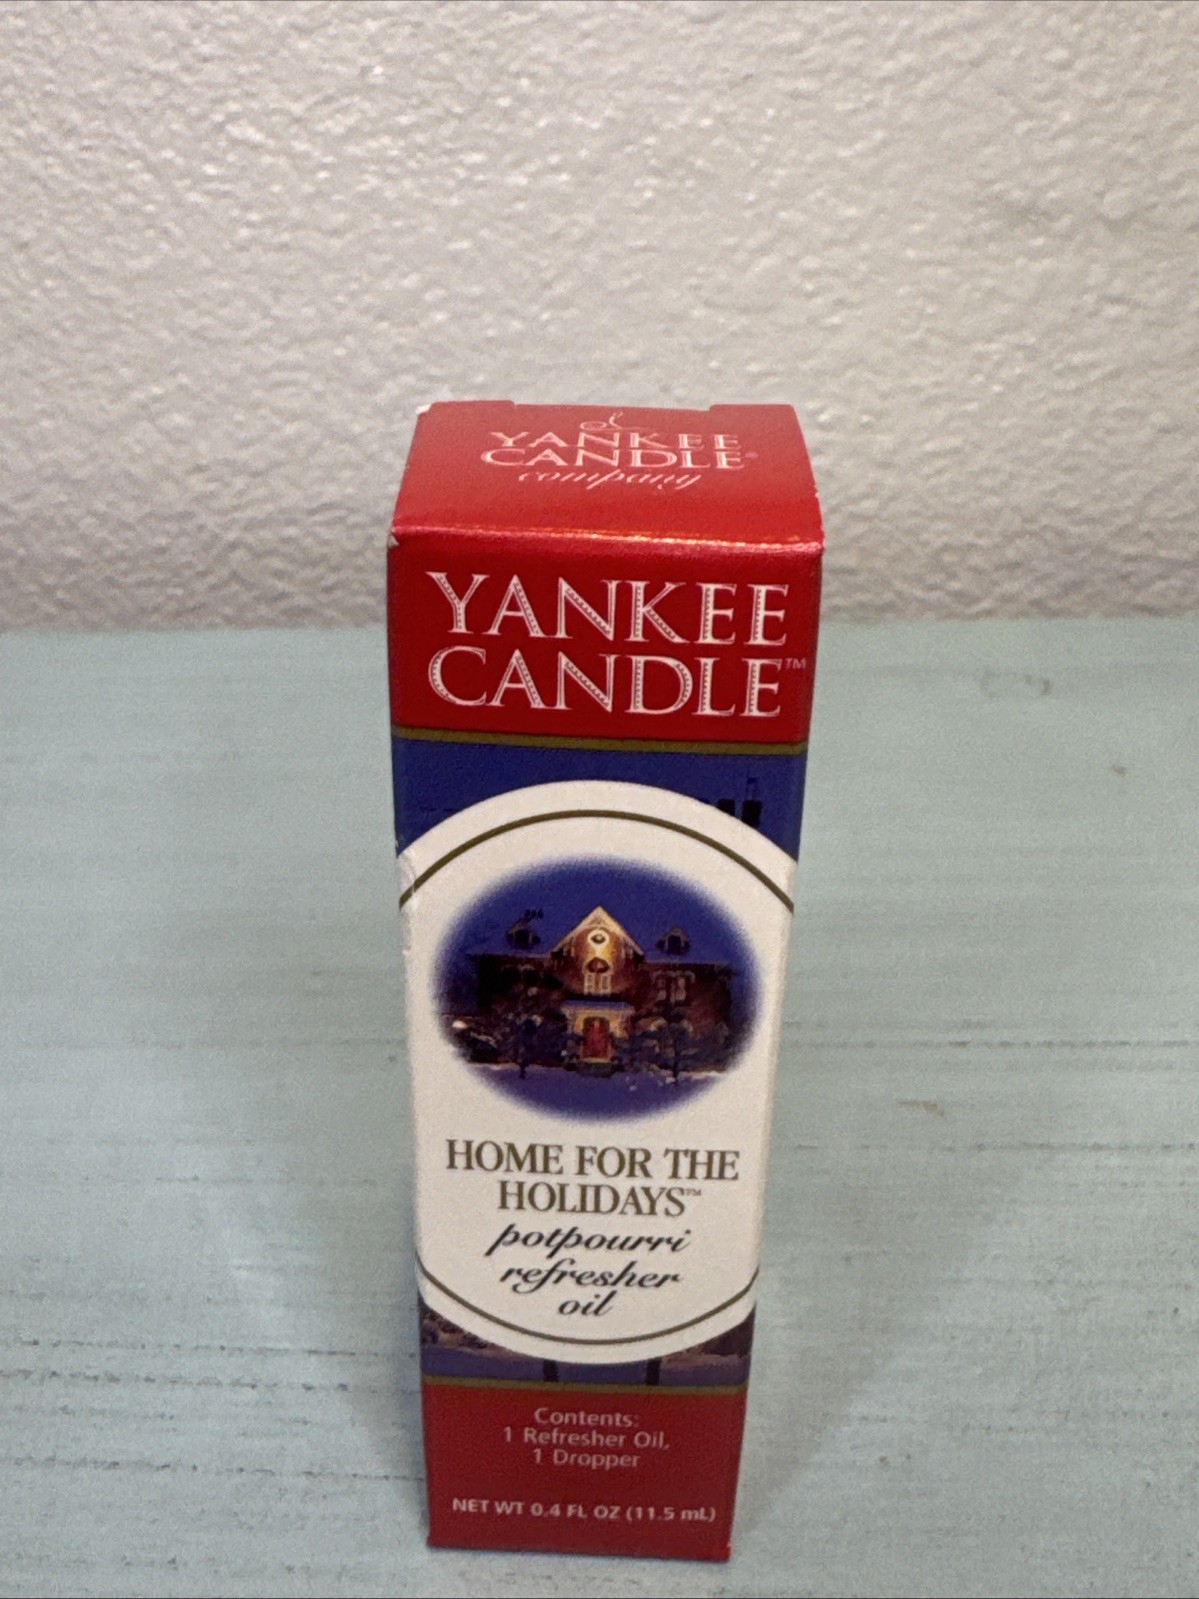 YANKEE
CANDLE®
company
YANKEE
CANDLE™
HOME FOR THE
HOLIDAYS™
potpourri
refresher
oil
Contents:
1 Refresher Oil,
1 Dropper
NET WT 0.4 FL OZ (11.5 mL)